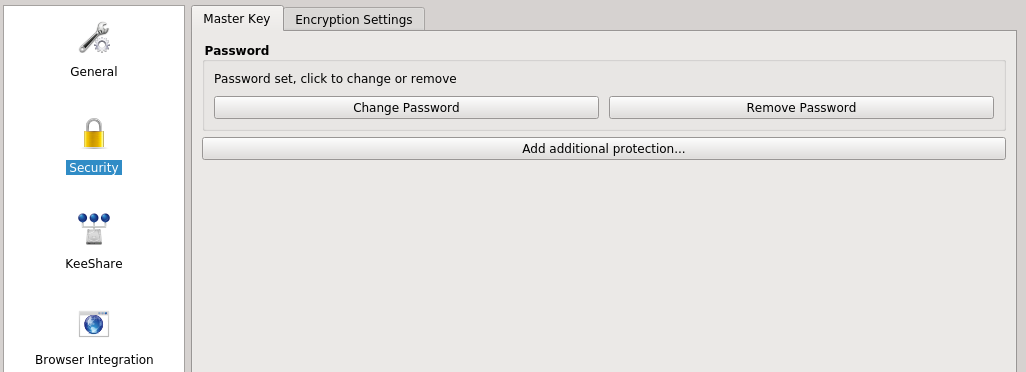 General
Security
KeeShare
Browser Integration
Master Key
Encryption Settings
Password
Password set, click to change or remove
Change Password
Remove Password
Add additional protection...